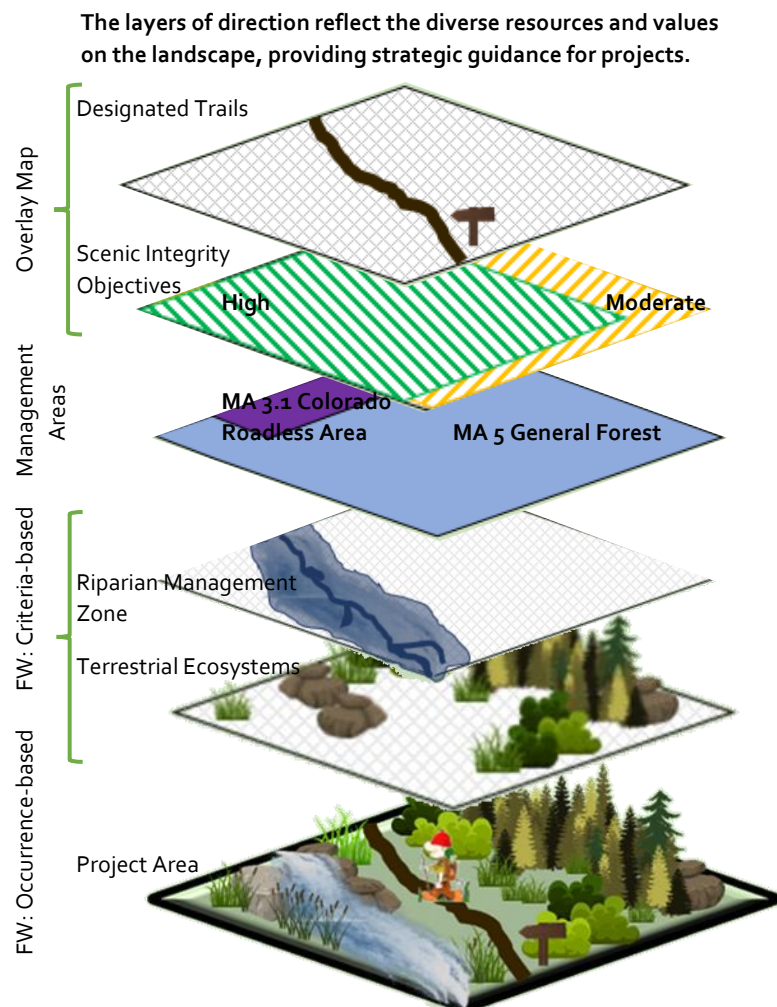 The layers of direction reflect the diverse resources and values
on the landscape, providing strategic guidance for projects.
Overlay Map
Designated Trails
Scenic Integrity
Objectives
High
Moderate
Management
Areas
MA 3.1 Colorado
Roadless Area
MA 5 General Forest
FW: Criteria-based
Riparian Management
Zone
Terrestrial Ecosystems
FW: Occurrence-based
Project Area